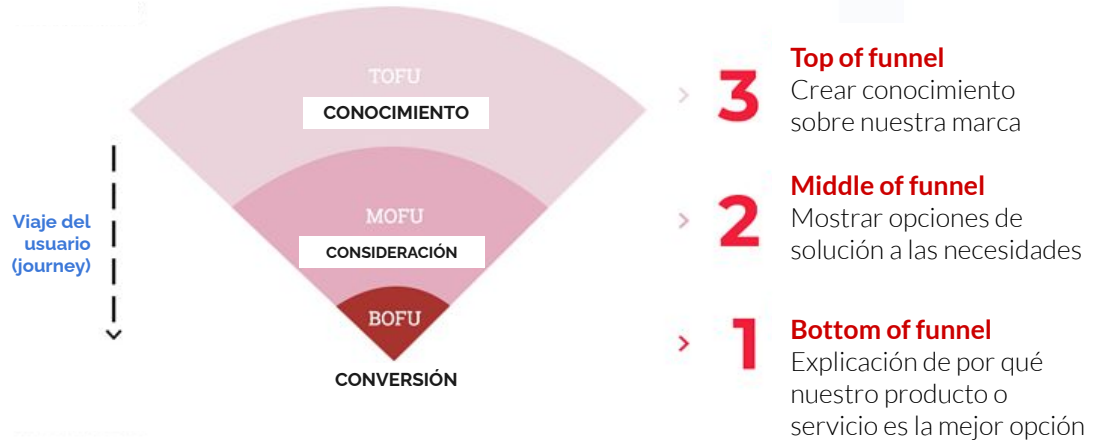 TOFU
CONOCIMIENTO
MOFU
CONSIDERACIÓN
BOFU
CONVERSIÓN
Viaje del
usuario
(journey)
> 3
Top of funnel
Crear conocimiento
sobre nuestra marca
> 2
Middle of funnel
Mostrar opciones de
solución a las necesidades
> 1
Bottom of funnel
Explicación de por qué
nuestro producto o
servicio es la mejor opción